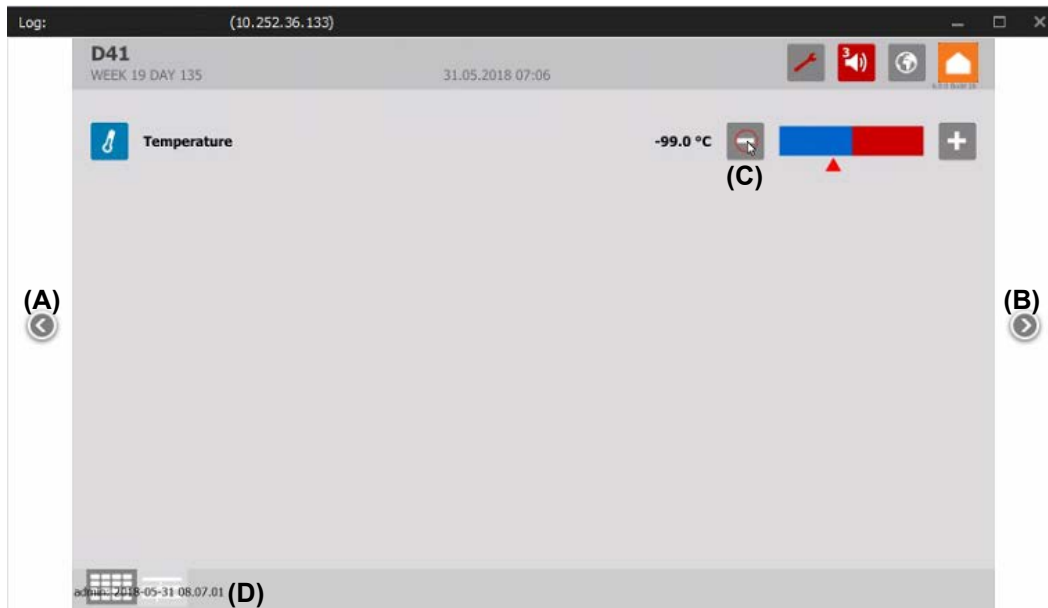 Log: (10.252.36.133)
D41
WEEK 19 DAY 135
31.05.2018 07:06
3
Temperature
-99.0 °C
(C)
(A)
(B)
admin: 2018-05-31 08.07.01 (D)